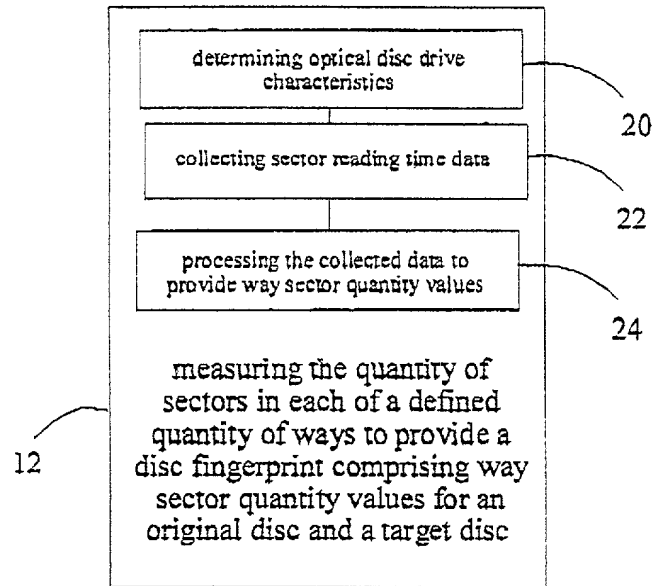 determining optical disc drive
characteristics
20
collecting sector reading time data
22
processing the collected data to
provide way sector quantity values
24
measuring the quantity of
sectors in each of a defined
quantity of ways to provide a
disc fingerprint comprising way
sector quantity values for an
original disc and a target disc
12